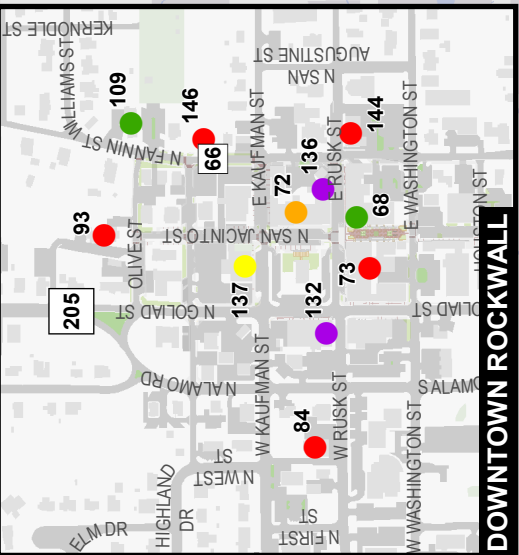 KERNODLE ST
WILLIAMS ST
109
146
N SAN
AUGUSTINE ST
N FANNIN ST
66
E KAUFMAN ST
136
E RUSK ST
144
E WASHINGTON ST
72
93
OLIVE ST
N SAN JACINTO ST
68
HOUSTON ST
205
N GOLIAD ST
137
132
73
OLIAD ST
N ALAMO RD
W KAUFMAN ST
84
W RUSK ST
S ALAMO
N WEST
ST
HIGHLAND
DR
ELM DR
N FIRST
ST
W WASHINGTON ST
DOWNTOWN ROCKWALL